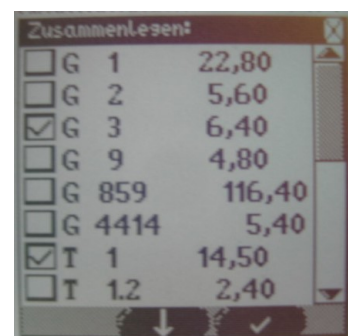 Zusammenlegen:
G 1 22,80
G 2 5,60
G 3 6,40
G 9 4,80
G 859 116,40
G 4414 5,40
T 1 14,50
T 1.2 2,40